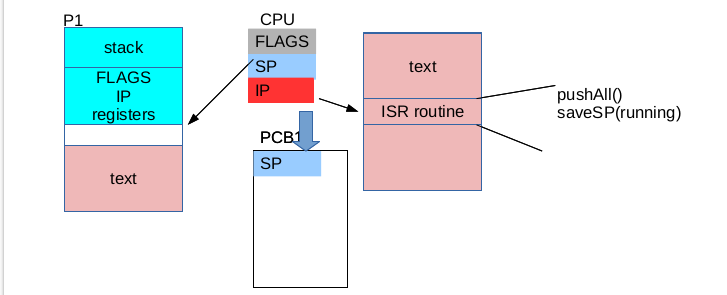 P1
stack
FLAGS
IP
registers
text
CPU
FLAGS
SP
IP
PCB1
SP
text
ISR routine
pushAll()
saveSP(running)